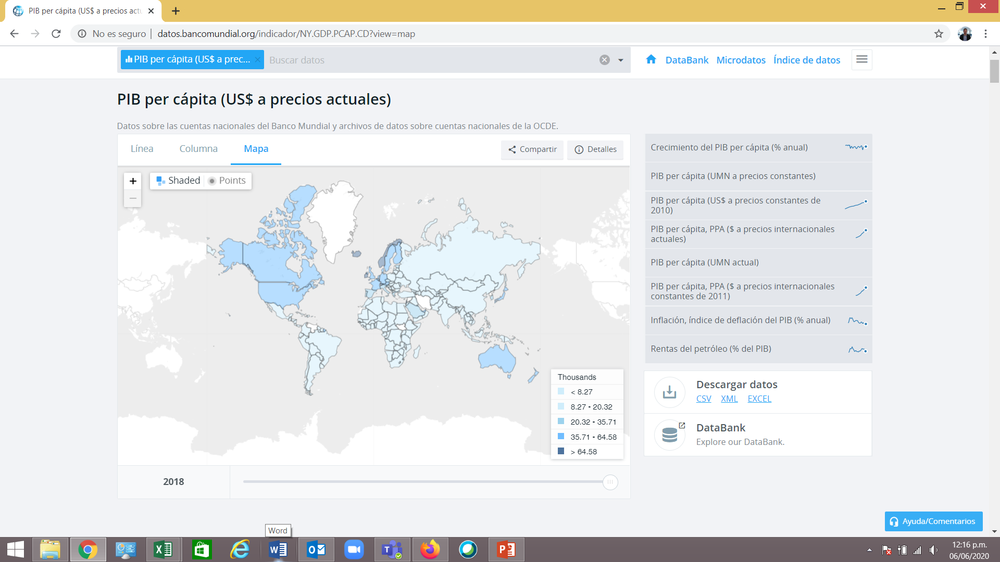 PIB per cápita (US$ a precios actu
No es seguro
datos.bancomundial.org/indicador/NY.GDP.PCAP.CD?view=map
PIB per cápita (US$ a prec...
Buscar datos
DataBank
Microdatos
Índice de datos
PIB per cápita (US$ a precios actuales)
Datos sobre las cuentas nacionales del Banco Mundial y archivos de datos sobre cuentas nacionales de la OCDE.
Línea
Columna
Mapa
Compartir
Detalles
+
−
Shaded
Points
Thousands
< 8.27
8.27 - 20.32
20.32 - 35.71
35.71 - 64.58
> 64.58
2018
Crecimiento del PIB per cápita (% anual)
PIB per cápita (UMN a precios constantes)
PIB per cápita (US$ a precios constantes de
2010)
PIB per cápita, PPA ($ a precios internacionales
actuales)
PIB per cápita (UMN actual)
PIB per cápita, PPA ($ a precios internacionales
constantes de 2011)
Inflación, índice de deflación del PIB (% anual)
Rentas del petróleo (% del PIB)
Descargar datos
CSV XML EXCEL
DataBank
Explore our DataBank.
Ayuda/Comentarios
Word
12:16 p.m.
06/06/2020